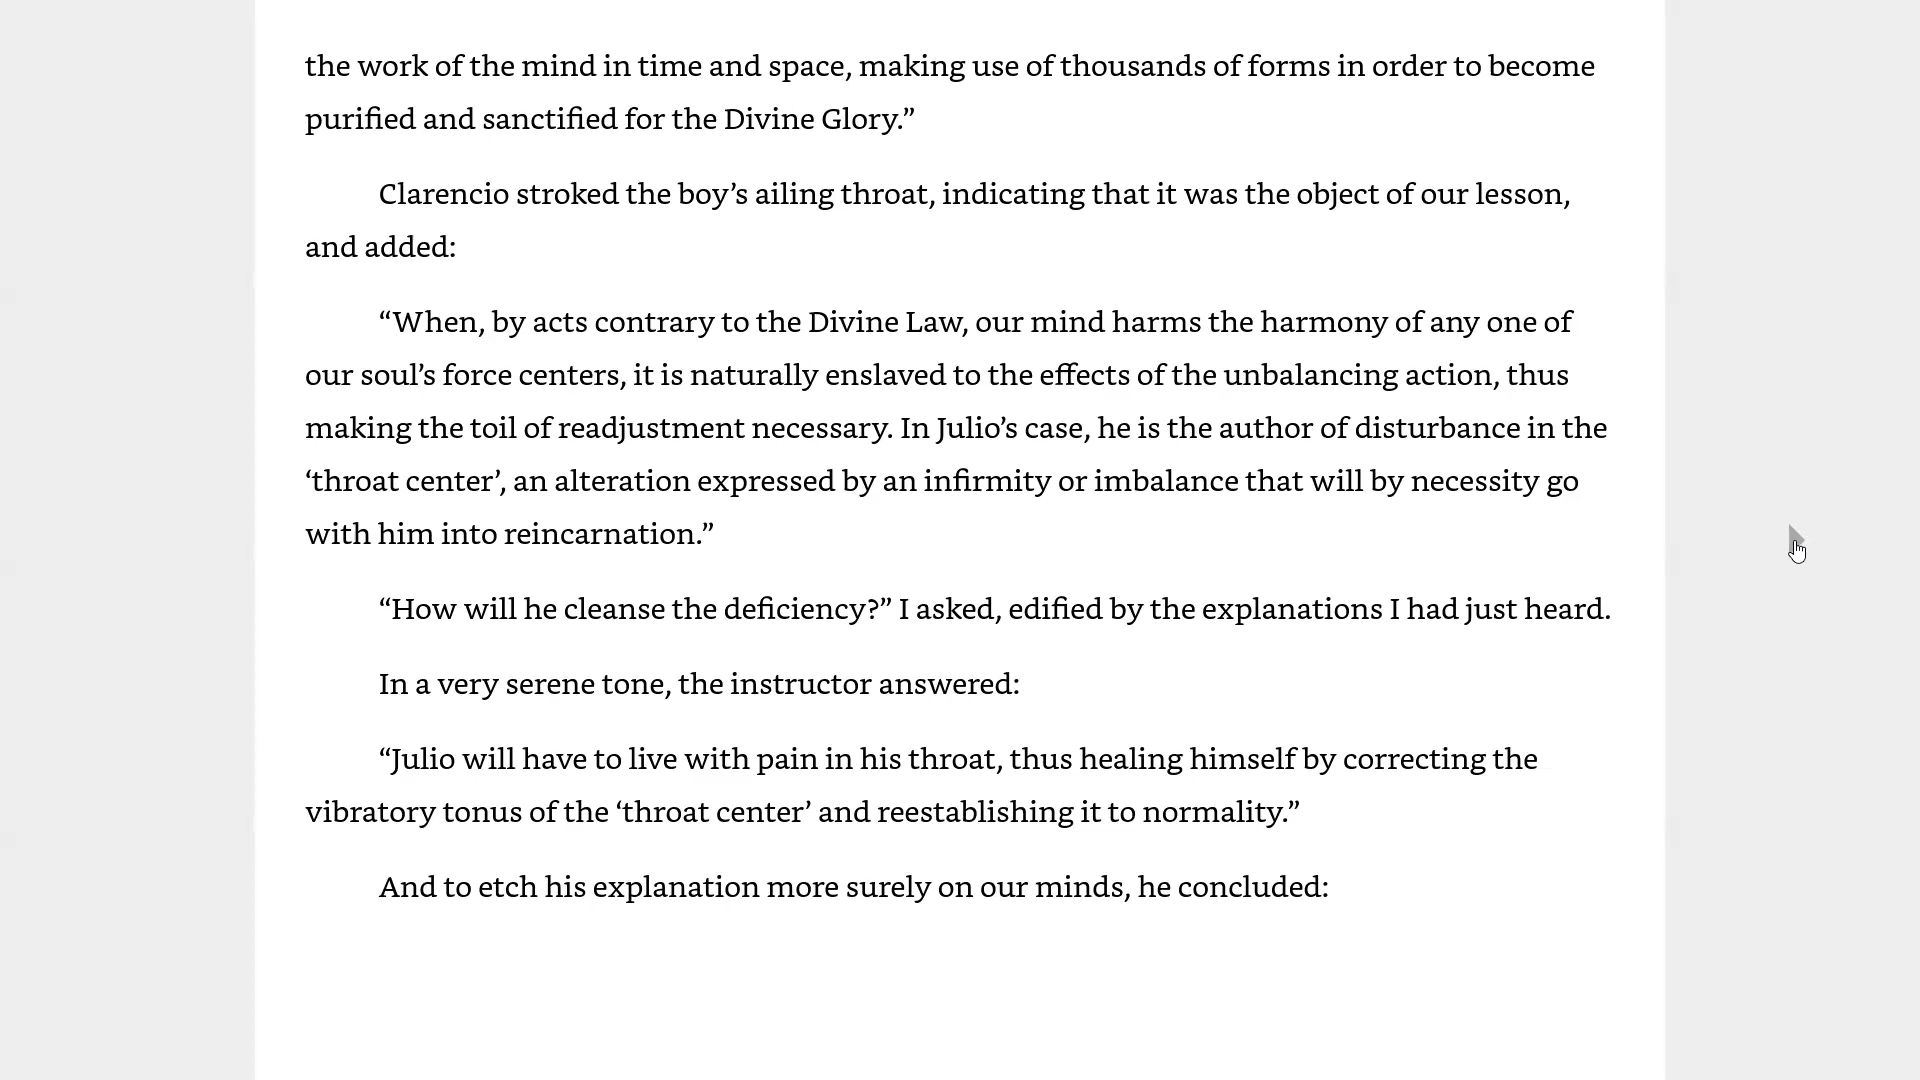 the work of the mind in time and space, making use of thousands of forms in order to become
purified and sanctified for the Divine Glory.”
Clarencio stroked the boy’s ailing throat, indicating that it was the object of our lesson,
and added:
“When, by acts contrary to the Divine Law, our mind harms the harmony of any one of
our soul’s force centers, it is naturally enslaved to the effects of the unbalancing action, thus
making the toil of readjustment necessary. In Julio’s case, he is the author of disturbance in the
‘throat center’, an alteration expressed by an infirmity or imbalance that will by necessity go
with him into reincarnation.”
“How will he cleanse the deficiency?” I asked, edified by the explanations I had just heard.
In a very serene tone, the instructor answered:
“Julio will have to live with pain in his throat, thus healing himself by correcting the
vibratory tonus of the ‘throat center’ and reestablishing it to normality.”
And to etch his explanation more surely on our minds, he concluded: